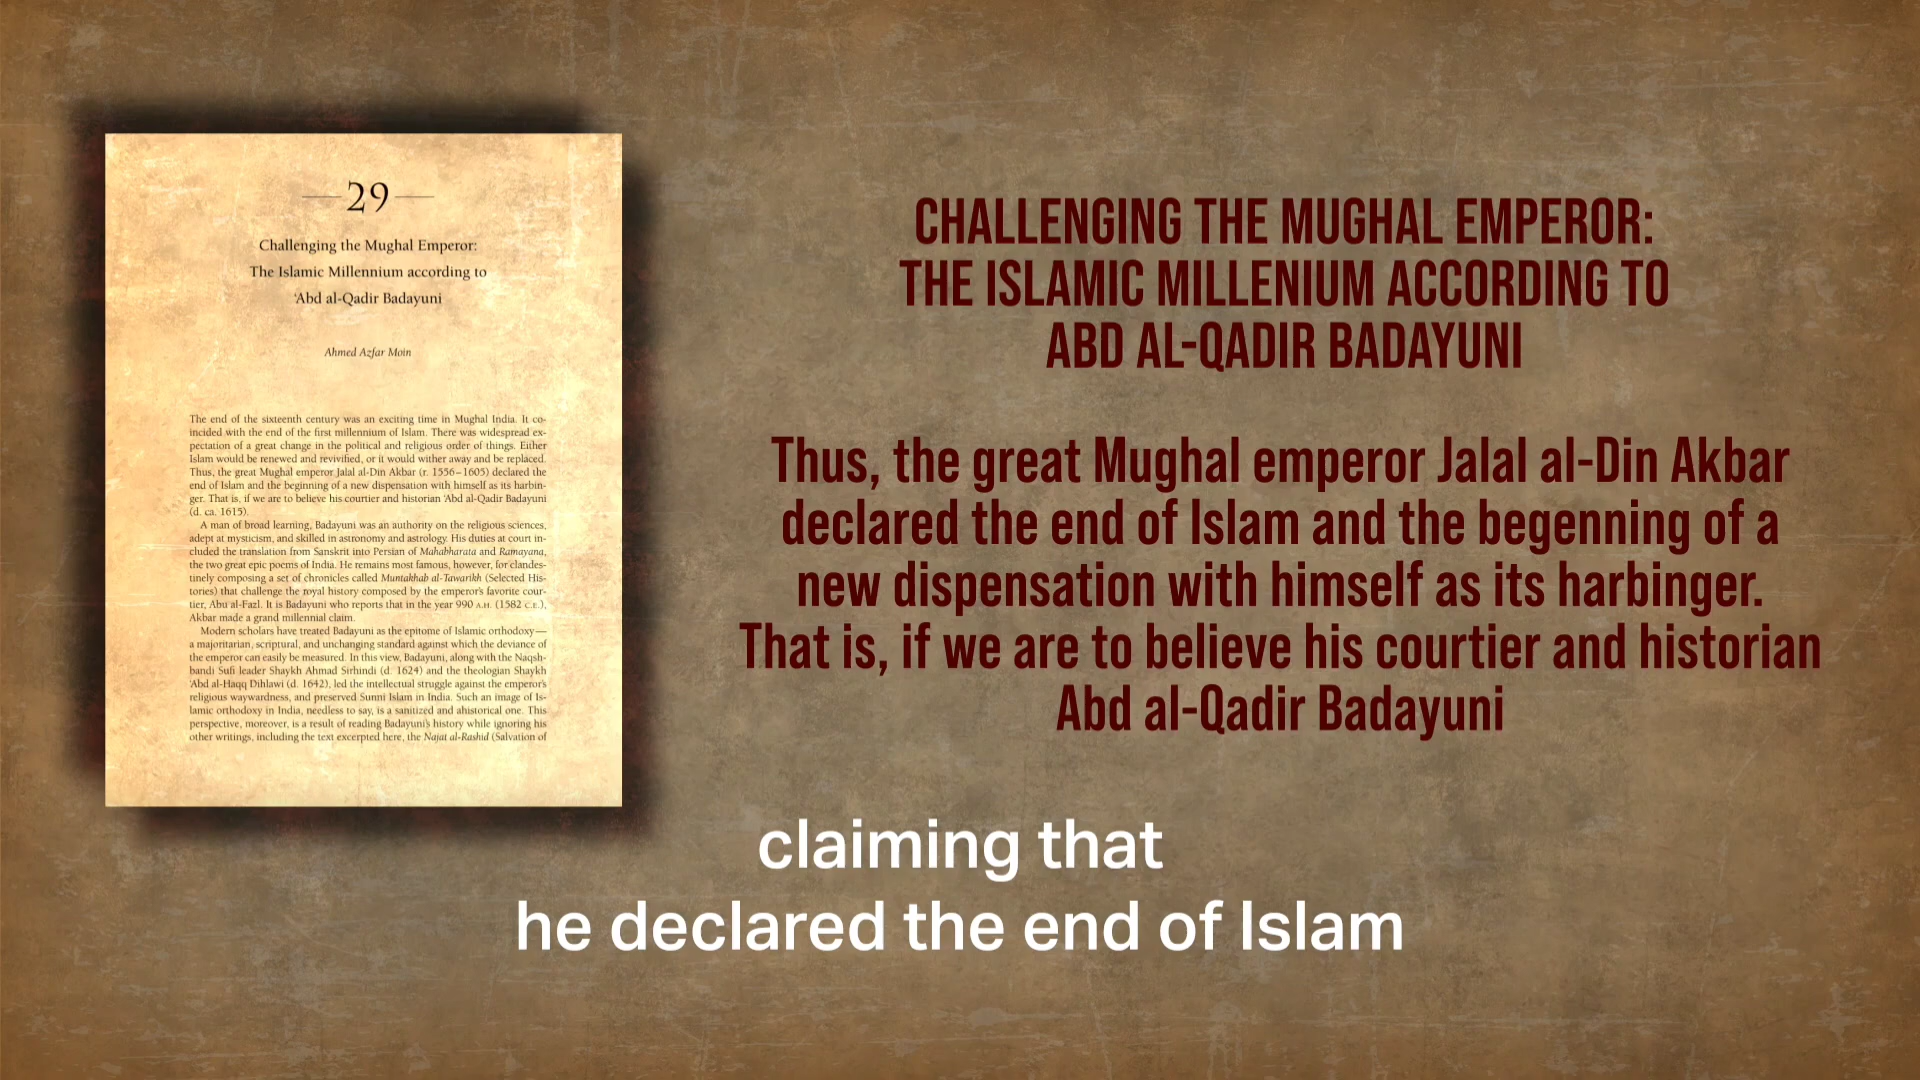 — 29 —
Challenging the Mughal Emperor:
The Islamic Millennium according to
‘Abd al-Qadir Badayuni
Ahmed Azfar Moin
The end of the sixteenth century was an exciting time in Mughal India. It co-
incided with the end of the first millennium of Islam. There was widespread ex-
pectation of a great change in the political and religious order of things. Either
Islam would be renewed and revivified, or it would wither away and be replaced.
Thus, the great Mughal emperor Jalal al-Din Akbar (r. 1556–1605) declared the
end of Islam and the beginning of a new dispensation with himself as its harbin-
ger. That is, if we are to believe his courtier and historian ‘Abd al-Qadir Badayuni
(d. ca. 1615).
A man of broad learning, Badayuni was an authority on the religious sciences,
adept at mysticism, and skilled in astronomy and astrology. His duties at court in-
cluded the translation from Sanskrit into Persian of Mahabharata and Ramayana,
the two great epic poems of India. He remains most famous, however, for clandes-
tinely composing a set of chronicles called Muntakhab al-Tawarikh (Selected His-
tories) that challenge the royal history composed by the emperor's favorite cour-
tier, Abu al-Fazl. It is Badayuni who reports that in the year 990 A.H. (1582 C.E.),
Akbar made a grand millennial claim.
Modern scholars have treated Badayuni as the epitome of Islamic orthodoxy—
a majoritarian, scriptural, and unchanging standard against which the deviance of
the emperor can easily be measured. In this view, Badayuni, along with the Naqsh-
bandi Sufi leader Shaykh Ahmad Sirhindi (d. 1624) and the theologian Shaykh
‘Abd al-Haqq Dihlawi (d. 1642), led the intellectual struggle against the emperor's
religious waywardness, and preserved Sunni Islam in India. Such an image of Is-
lamic orthodoxy in India, needless to say, is a sanitized and ahistorical one. This
perspective, moreover, is a result of reading Badayuni's history while ignoring his
other writings, including the text excerpted here, the Najat al-Rashid (Salvation of
CHALLENGING THE MUGHAL EMPEROR:
THE ISLAMIC MILLENIUM ACCORDING TO
ABD AL-QADIR BADAYUNI
Thus, the great Mughal emperor Jalal al-Din Akbar
declared the end of Islam and the begenning of a
new dispensation with himself as its harbinger.
That is, if we are to believe his courtier and historian
Abd al-Qadir Badayuni
claiming that
he declared the end of Islam